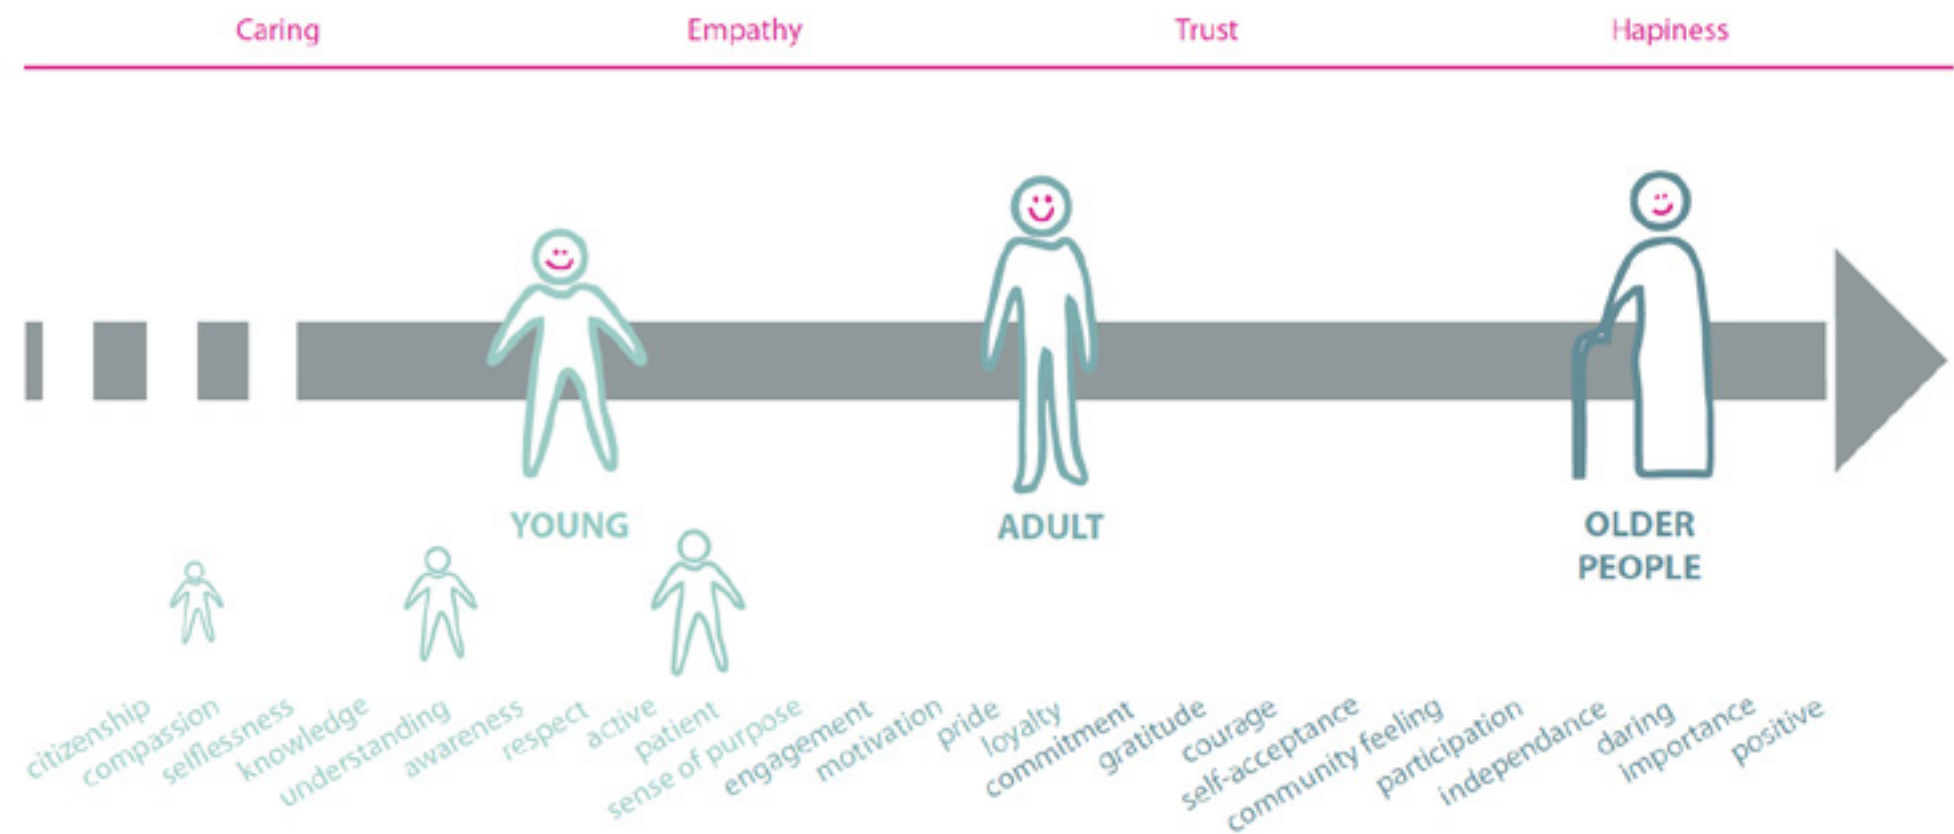 Caring Empathy Trust Hapiness
YOUNG
ADULT
OLDER
PEOPLE
citizenship
compassion
selflessness
knowledge
understanding
awareness
respect
active
patient
sense of purpose
engagement
motivation
pride
loyalty
commitment
gratitude
courage
self-acceptance
community feeling
participation
independance
daring
importance
positive